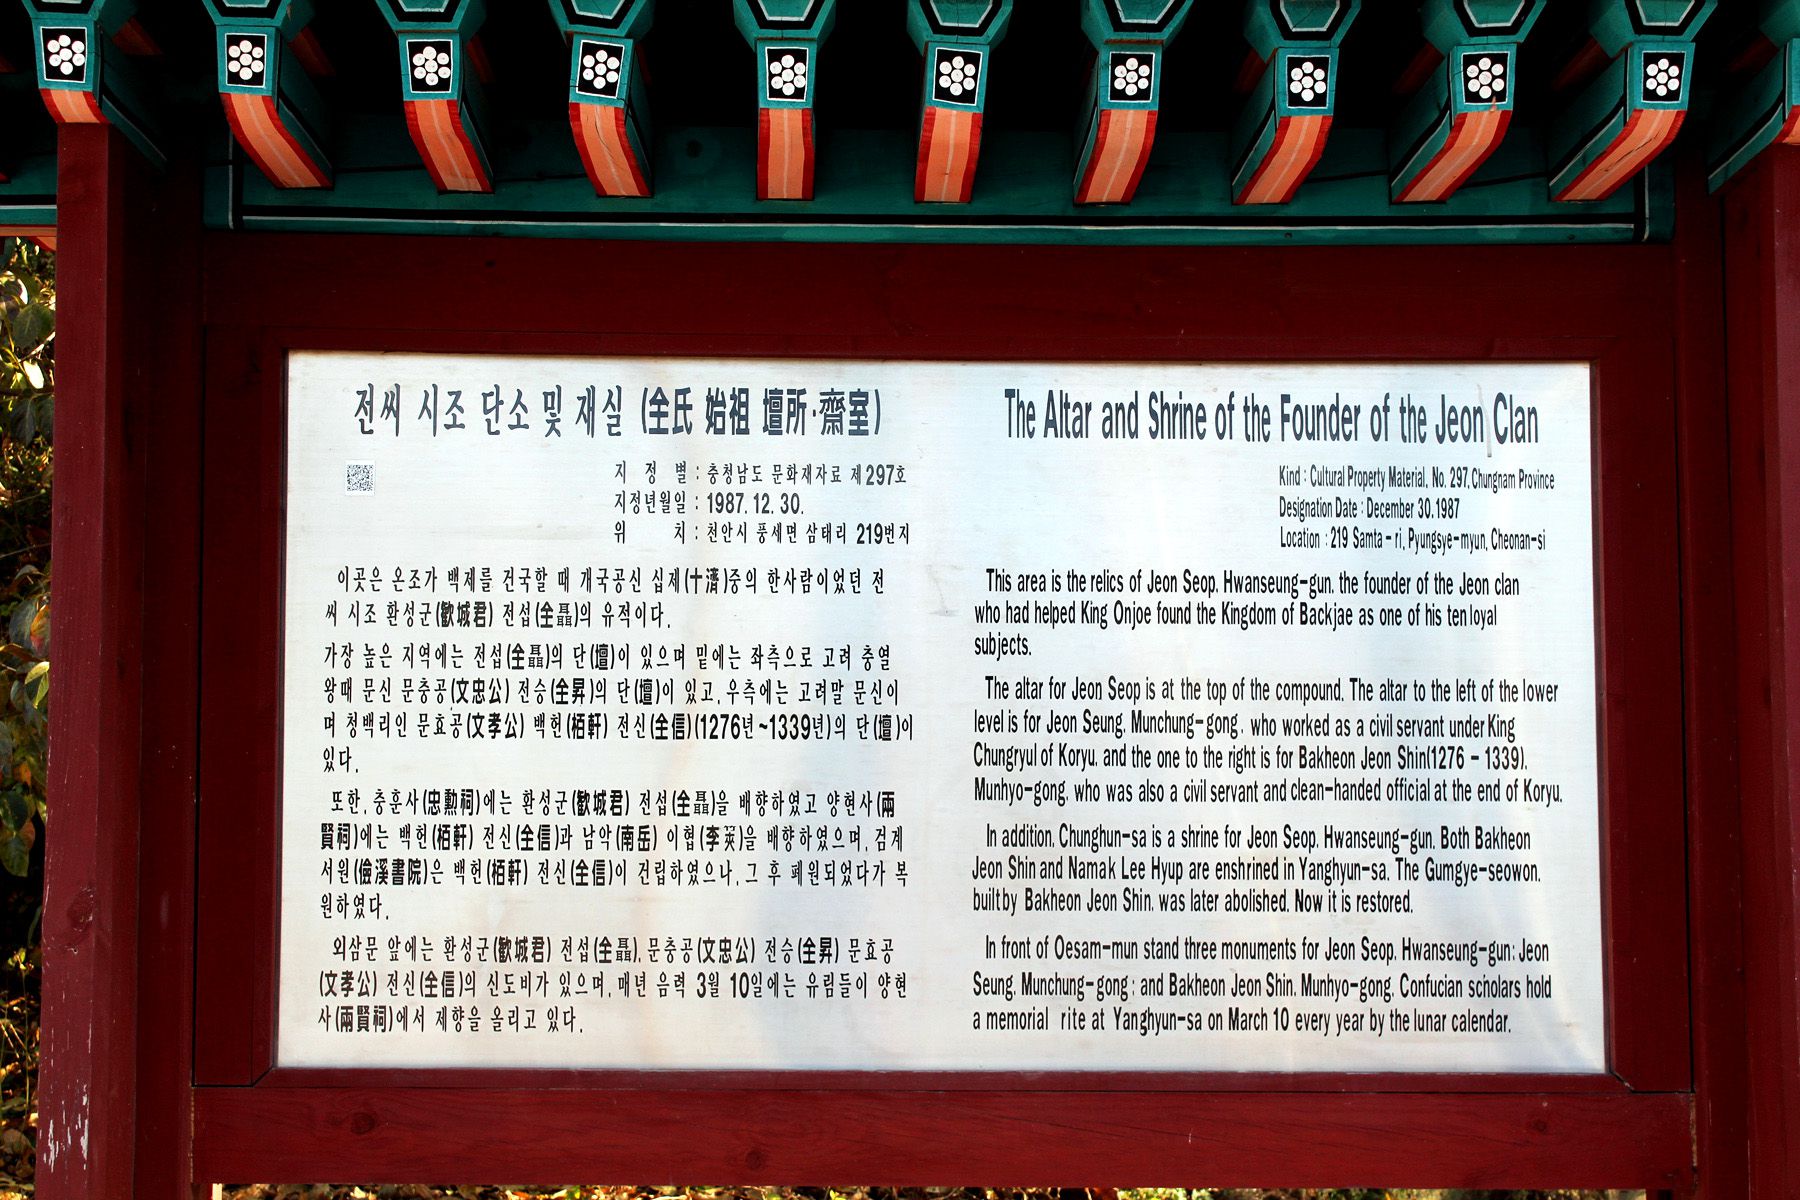 전씨 시조 단소 및 재실 (全氏 始祖 壇所·齋室)
지 정 별 : 충청남도 문화재자료 제297호
지정년월일 : 1987. 12. 30.
위 치 : 천안시 풍세면 삼태리 219번지
이곳은 온조가 백제를 건국할 때 개국공신 십제(十濟)중의 한사람이었던 전
씨 시조 환성군(歡城君) 전섭(全聶)의 유적이다.
가장 높은 지역에는 전섭(全聶)의 단(壇)이 있으며 밑에는 좌측으로 고려 충열
왕때 문신 문충공(文忠公) 전승(全昇)의 단(壇)이 있고, 우측에는 고려말 문신이
며 청백리인 문효공(文孝公) 백헌(栢軒) 전신(全信)(1276년~1339년)의 단(壇)이
있다.
또한, 충훈사(忠勳祠)에는 환성군(歡城君) 전섭(全聶)을 배향하였고 양현사(兩
賢祠)에는 백헌(栢軒) 전신(全信)과 남악(南岳) 이협(李)을 배향하였으며, 검계
서원(儉溪書院)은 백헌(栢軒) 전신(全信)이 건립하였으나, 그 후 폐원되었다가 복
원하였다.
외삼문 앞에는 환성군(歡城君) 전섭(全聶), 문충공(文忠公) 전승(全昇) 문효공
(文孝公) 전신(全信)의 신도비가 있으며, 매년 음력 3월 10일에는 유림들이 양현
사(兩賢祠)에서 제향을 올리고 있다.
The Altar and Shrine of the Founder of the Jeon Clan
Kind : Cultural Property Material, No. 297, Chungnam Province
Designation Date : December 30. 1987
Location : 219 Samta-ri, Pyungsye-myun, Cheonan-si
This area is the relics of Jeon Seop, Hwanseung-gun, the founder of the Jeon clan
who had helped King Onjoe found the Kingdom of Backjae as one of his ten loyal
subjects.
The altar for Jeon Seop is at the top of the compound. The altar to the left of the lower
level is for Jeon Seung, Munchung-gong, who worked as a civil servant under King
Chungryul of Koryu, and the one to the right is for Bakheon Jeon Shin(1276 - 1339),
Munhyo-gong, who was also a civil servant and clean-handed official at the end of Koryu.
In addition, Chunghun-sa is a shrine for Jeon Seop, Hwanseung-gun. Both Bakheon
Jeon Shin and Namak Lee Hyup are enshrined in Yanghyun-sa. The Gumgye-seowon,
built by Bakheon Jeon Shin, was later abolished. Now it is restored.
In front of Oesam-mun stand three monuments for Jeon Seop, Hwanseung-gun; Jeon
Seung, Munchung-gong; and Bakheon Jeon Shin, Munhyo-gong. Confucian scholars hold
a memorial rite at Yanghyun-sa on March 10 every year by the lunar calendar.